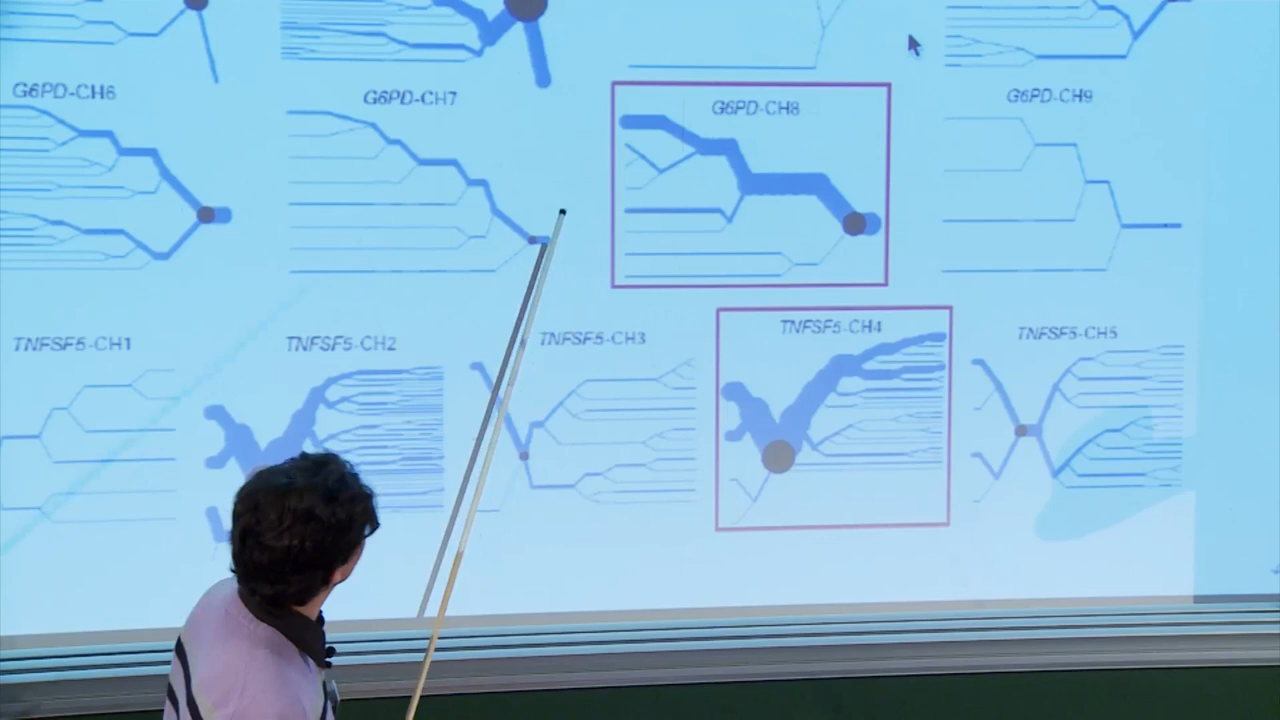 G6PD-CH6
G6PD-CH7
G6PD-CH8
G6PD-CH9
TNFSF5-CH1
TNFSF5-CH2
TNFSF5-CH3
TNFSF5-CH4
TNFSF5-CH5